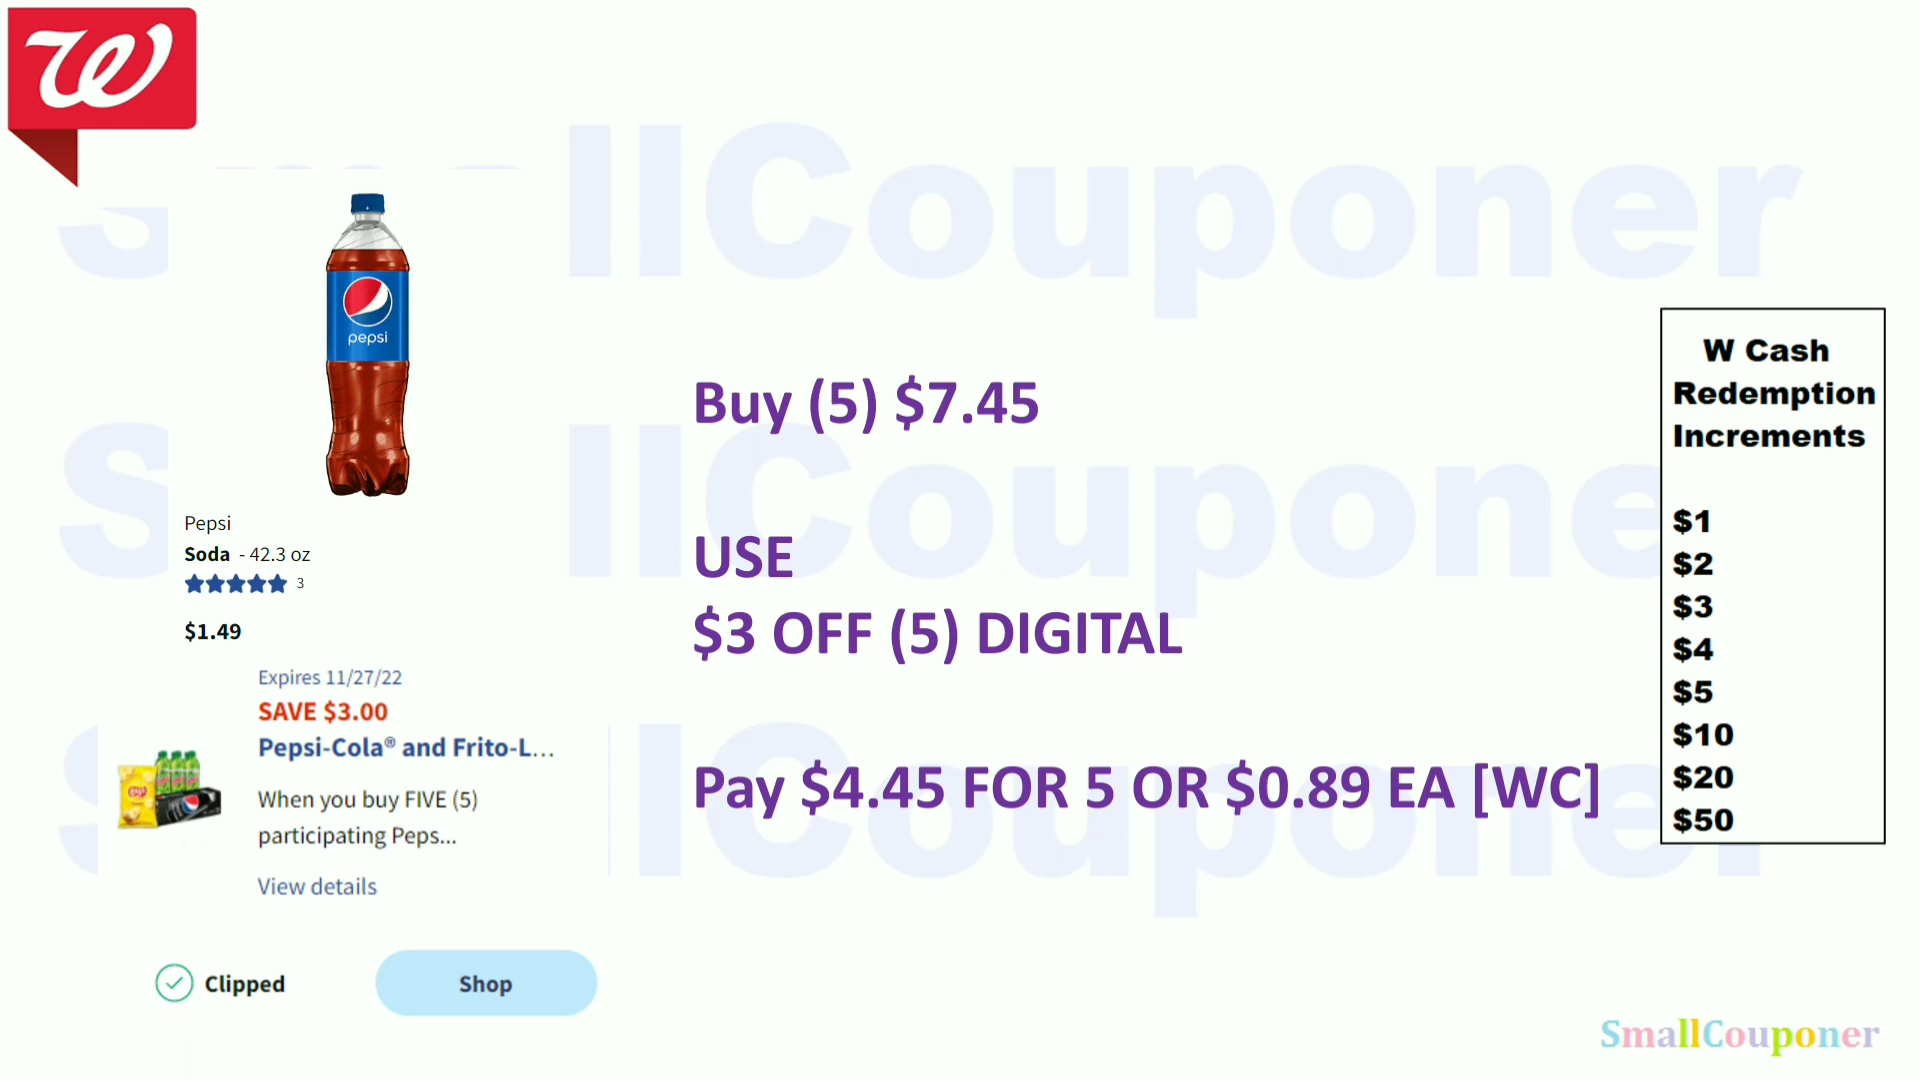 W
SmallCouponer
pepsi
Pepsi
Soda - 42.3 oz
3
$1.49
Expires 11/27/22
SAVE $3.00
Pepsi-Cola® and Frito-L...
When you buy FIVE (5)
participating Peps...
View details
Clipped
Shop
Buy (5) $7.45
USE
$3 OFF (5) DIGITAL
Pay $4.45 FOR 5 OR $0.89 EA [WC]
W Cash
Redemption
Increments
$1
$2
$3
$4
$5
$10
$20
$50
SmallCouponer